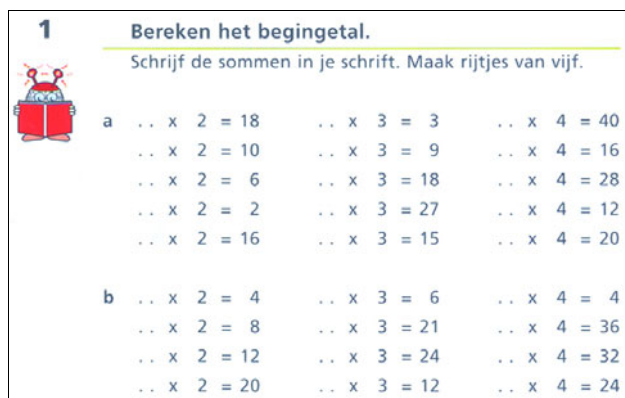 1 Bereken het begingetal.
Schrijf de sommen in je schrift. Maak rijtjes van vijf.
a .. x 2 = 18 .. x 3 = 3 .. x 4 = 40
.. x 2 = 10 .. x 3 = 9 .. x 4 = 16
.. x 2 = 6 .. x 3 = 18 .. x 4 = 28
.. x 2 = 2 .. x 3 = 27 .. x 4 = 12
.. x 2 = 16 .. x 3 = 15 .. x 4 = 20
b .. x 2 = 4 .. x 3 = 6 .. x 4 = 4
.. x 2 = 8 .. x 3 = 21 .. x 4 = 36
.. x 2 = 12 .. x 3 = 24 .. x 4 = 32
.. x 2 = 20 .. x 3 = 12 .. x 4 = 24